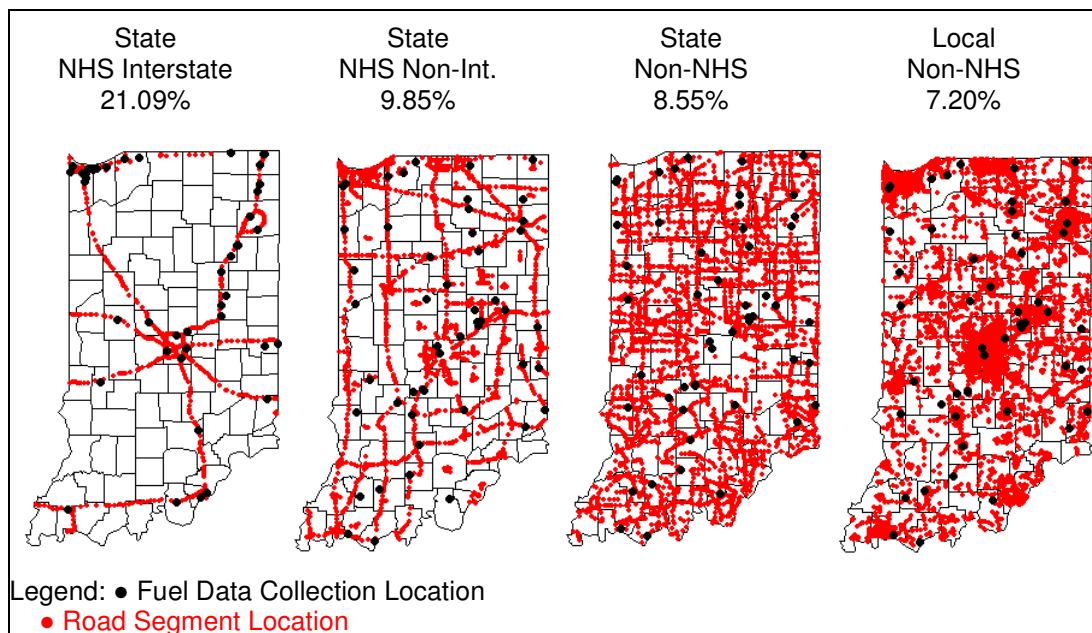 State
NHS Interstate
21.09%
State
NHS Non-Int.
9.85%
State
Non-NHS
8.55%
Local
Non-NHS
7.20%
Legend: ● Fuel Data Collection Location
● Road Segment Location